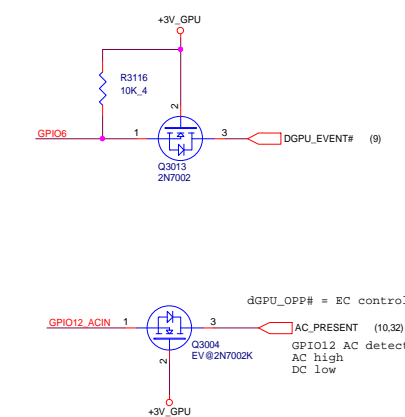 +3V_GPU
R3116
10K_4
2
GPIO6
1
3
DGPU_EVENT# (9)
Q3013
2N7002
dGPU_OPP# = EC control
GPIO12_ACIN
1
3
AC_PRESENT (10,32)
Q3004
EV@2N7002K
GPIO12 AC detect
AC high
DC low
2
+3V_GPU